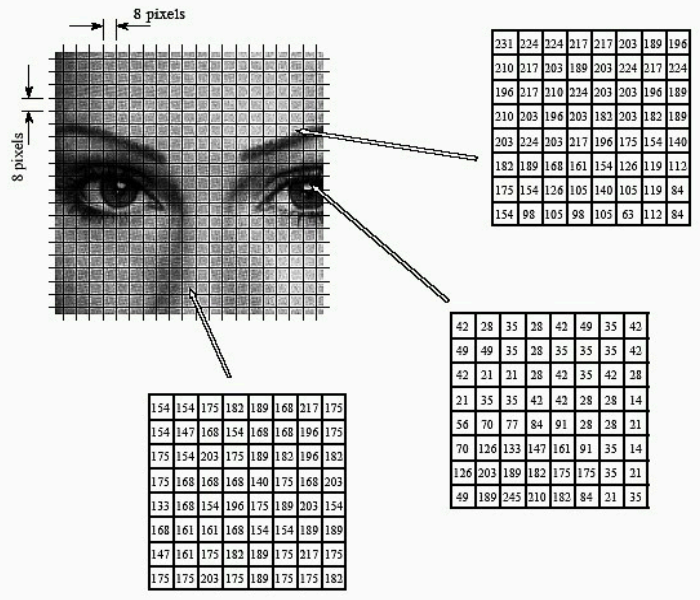 8 pixels
8 pixels
231 224 224 217 217 203 189 196
210 217 203 189 203 224 217 224
196 217 210 224 203 203 196 189
210 203 196 203 182 203 182 189
203 224 203 217 196 175 154 140
182 189 168 161 154 126 119 112
175 154 126 105 140 105 119 84
154 98 105 98 105 63 112 84
42 28 35 28 42 49 35 42
49 49 35 28 35 35 35 42
42 21 21 28 42 35 42 28
21 35 35 42 42 28 28 14
56 70 77 84 91 28 28 21
70 126 133 147 161 91 35 14
126 203 189 182 175 175 35 21
49 189 245 210 182 84 21 35
154 154 175 182 189 168 217 175
154 147 168 154 168 168 196 175
175 154 203 175 189 182 196 182
175 168 168 168 140 175 168 203
133 168 154 196 175 189 203 154
168 161 161 168 154 154 189 189
147 161 175 182 189 175 217 175
175 175 203 175 189 175 175 182